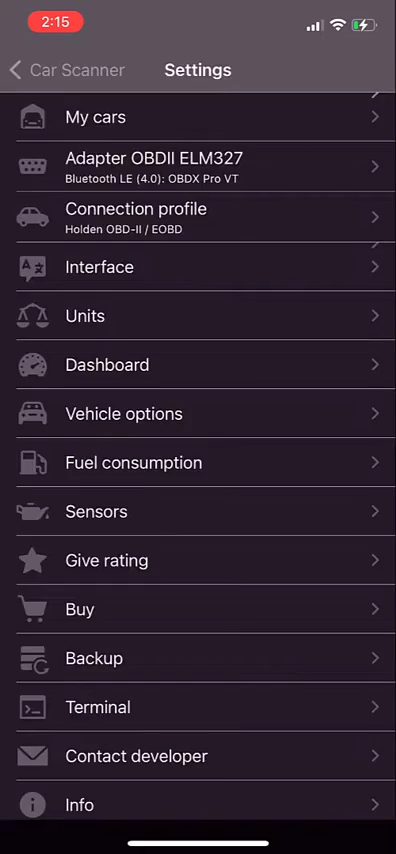 2:15
Car Scanner
Settings
My cars
Adapter OBDII ELM327
Bluetooth LE (4.0): OBDX Pro VT
Connection profile
Holden OBD-II / EOBD
Interface
Units
Dashboard
Vehicle options
Fuel consumption
Sensors
Give rating
Buy
Backup
Terminal
Contact developer
Info